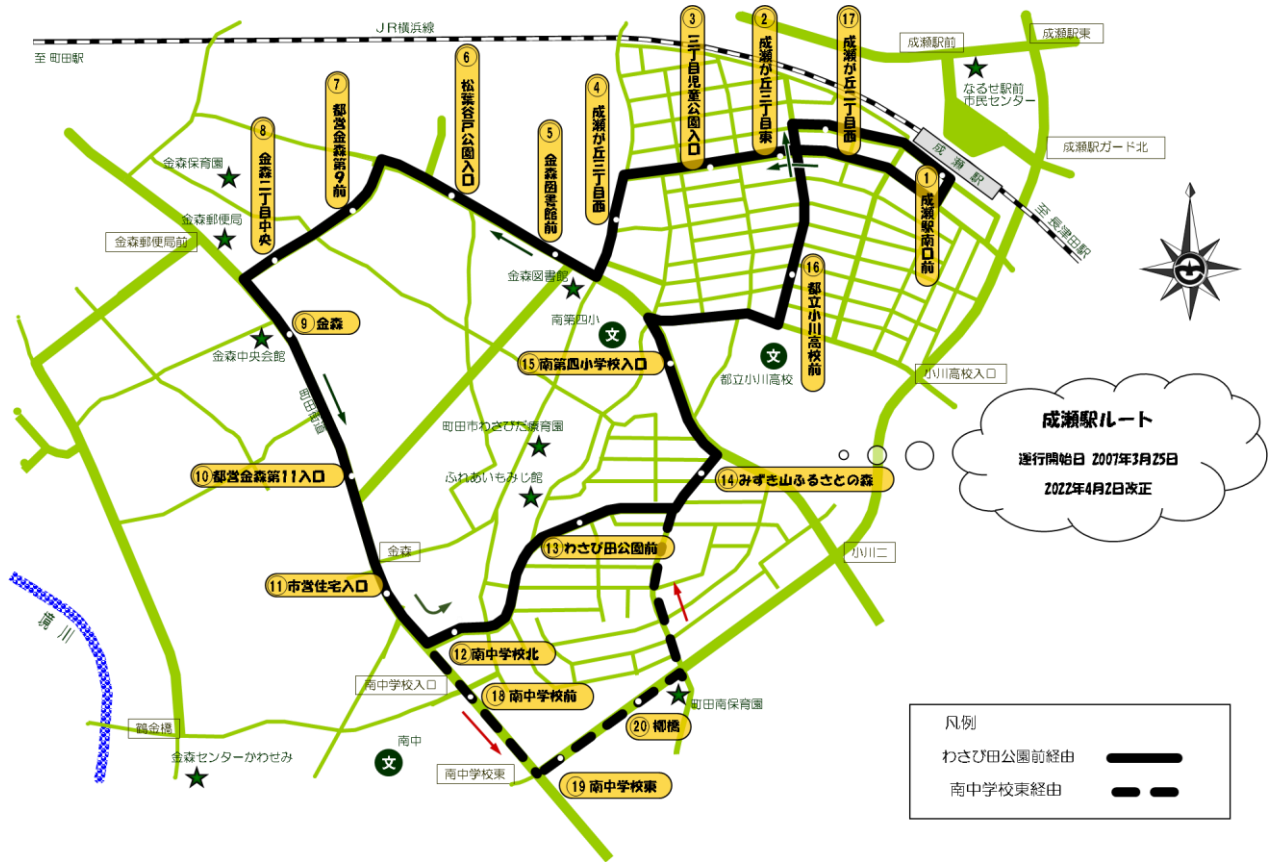 JR横浜線
至 町田駅
① 成瀬駅南口前
② 成瀬が丘三丁目東
③ 三丁目児童公園入口
④ 成瀬が丘三丁目西
⑤ 金森図書館前
⑥ 松葉谷戸公園入口
⑦ 都営金森第9前
⑧ 金森二丁目中央
⑨ 金森
⑩ 都営金森第11入口
⑪ 市営住宅入口
⑫ 南中学校北
⑬ わさび田公園前
⑭ みずき山ふるさとの森
⑮ 南第四小学校入口
⑯ 都立小川高校前
⑰ 成瀬が丘二丁目西
⑱ 南中学校前
⑲ 南中学校東
⑳ 柳橋
成瀬駅前
成瀬駅東
なるせ駅前
市民センター
成瀬駅ガード北
成瀬駅
至 長津田駅
金森保育園
金森郵便局
金森郵便局前
金森図書館
南第四小
文
金森中央会館
都立小川高校
文
小川高校入口
町田街道
町田市わさびだ療育園
ふれあいもみじ館
金森
小川二
境川
南中学校入口
町田南保育園
鶴金橋
金森センターかわせみ
南中
文
南中学校東
成瀬駅ルート
運行開始日 2007年3月25日
2022年4月2日改正
凡例
わさび田公園前経由
南中学校東経由